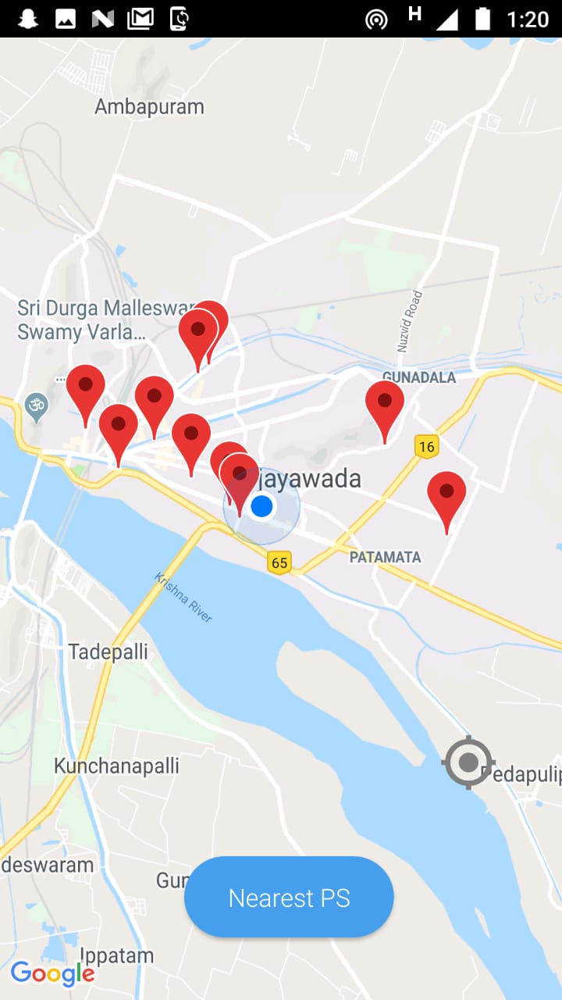 H 1:20
Ambapuram
Sri Durga Malleswar
Swamy Varla...
Nuzvid Road
...
GUNADALA
ॐ
16
jayawada
65
PATAMATA
Krishna River
Tadepalli
Kunchanapalli
Pedapulip
deswaram
Gun
Nearest PS
Ippatam
Google